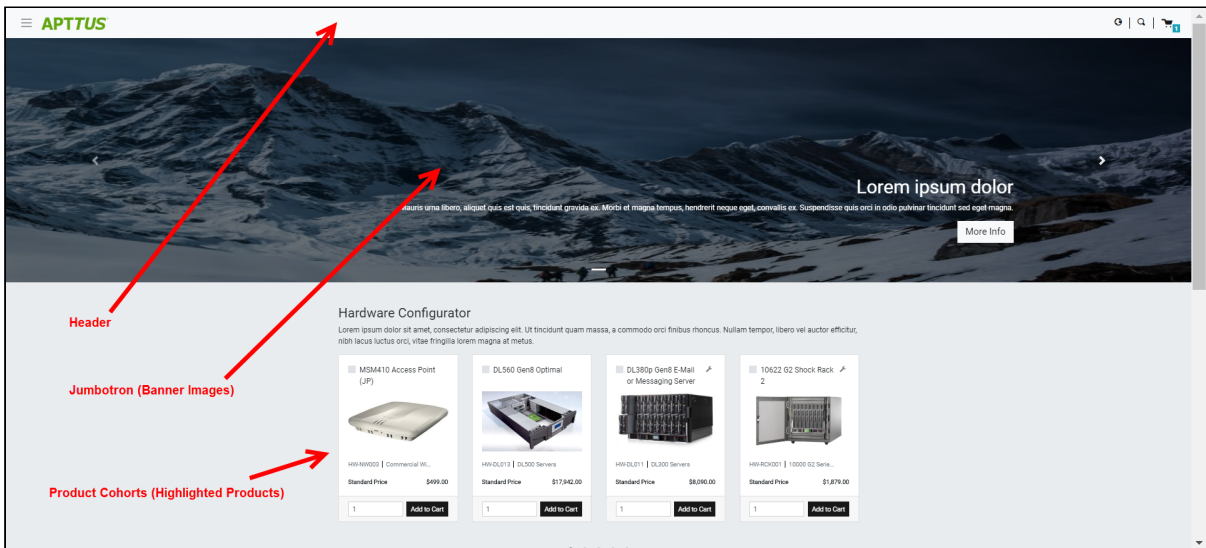 APTTUS
1
Lorem ipsum dolor
Mauris urna libero, aliquet quis est quis, tincidunt gravida ex. Morbi et magna tempus, hendrerit neque eget, convallis ex. Suspendisse quis orci in odio pulvinar tincidunt sed eget magna.
More Info
Header
Jumbotron (Banner Images)
Product Cohorts (Highlighted Products)
Hardware Configurator
Lorem ipsum dolor sit amet, consectetur adipiscing elit. Ut tincidunt quam massa, a commodo orci finibus rhoncus. Nullam tempor, libero vel auctor efficitur,
nibh lacus luctus orci, vitae fringilla lorem magna at metus.
MSM410 Access Point
(JP)
HW-NW003 | Commercial Wi...
Standard Price $499.00
1 Add to Cart
DL560 Gen8 Optimal
HW-DL013 | DL500 Servers
Standard Price $17,942.00
1 Add to Cart
DL380p Gen8 E-Mail
or Messaging Server
HW-DL011 | DL300 Servers
Standard Price $8,090.00
1 Add to Cart
10622 G2 Shock Rack
2
HW-RCK001 | 10000 G2 Serie...
Standard Price $1,879.00
1 Add to Cart